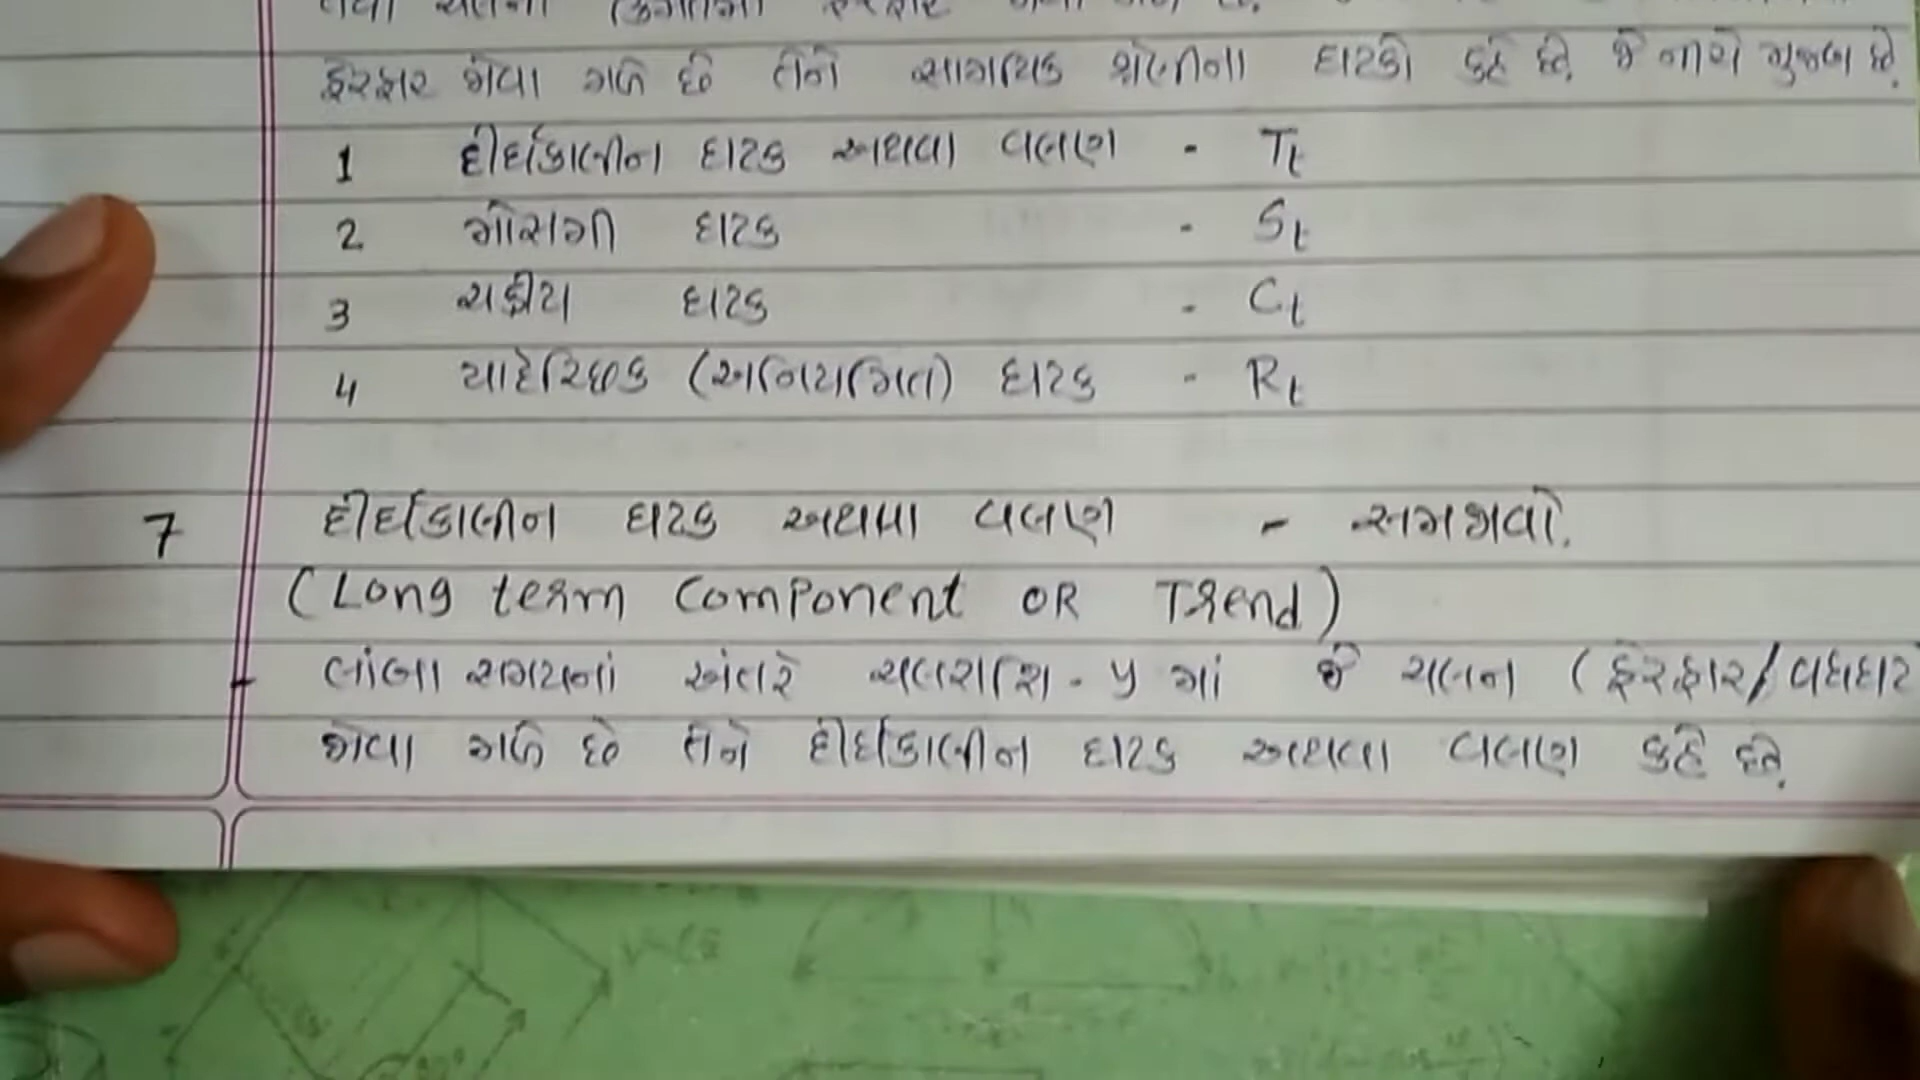 ફેરફાર જોવા મળે છે તેને સામયિક શ્રેણીના ઘટકો કહે છે. જે નીચે મુજબ છે.
1 દીર્ઘકાલીન ઘટક અથવા વલણ - Tt
2 મોસમી ઘટક - St
3 ચક્રીય ઘટક - Ct
4 યાદૈચ્છિક (અનિયમિત) ઘટક - Rt
7 દીર્ઘકાલીન ઘટક અથવા વલણ - સમજાવો.
(Long term Component OR Trend)
- લાંબા સમયનાં અંતરે ચલરાશિ - y માં જે ચલન (ફેરફાર/વધઘટ
જોવા મળે છે તેને દીર્ઘકાલીન ઘટક અથવા વલણ કહે છે.